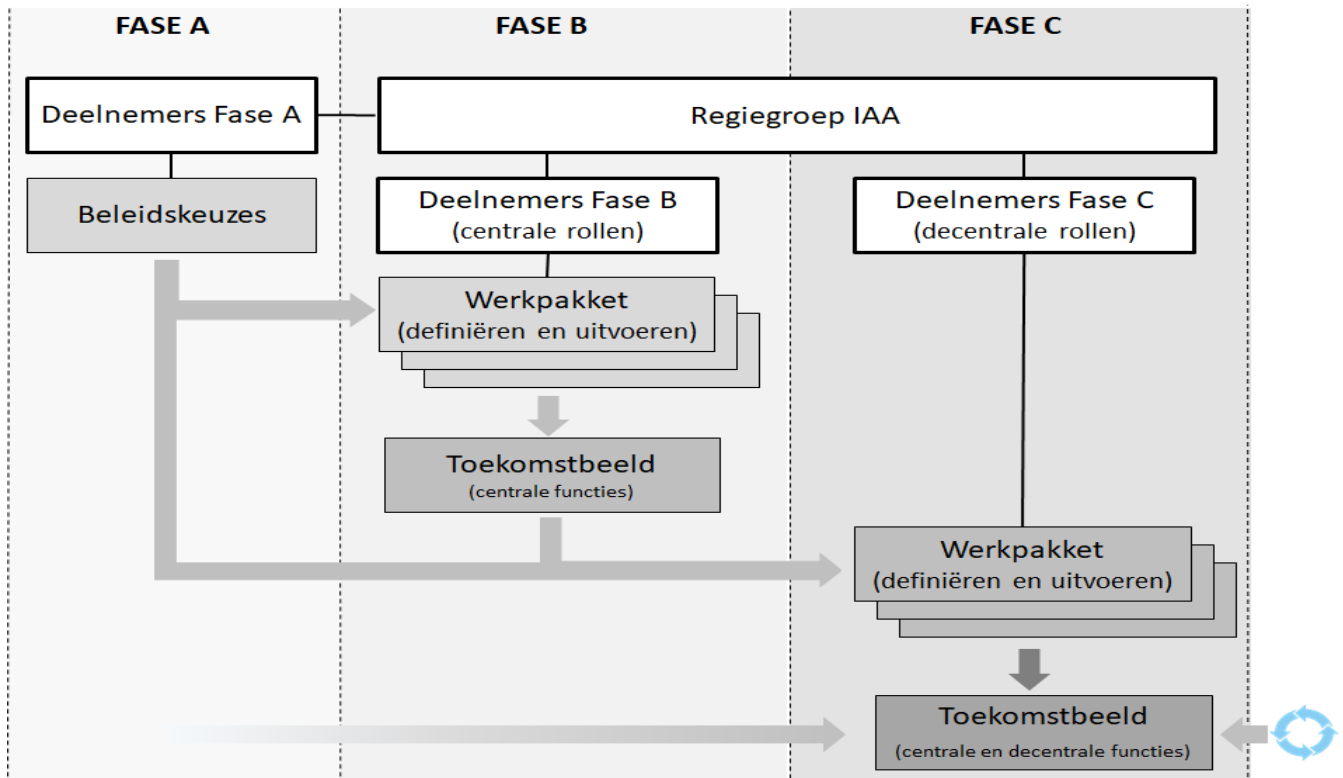 FASE A
FASE B
FASE C
Deelnemers Fase A
Regiegroep IAA
Beleidskeuzes
Deelnemers Fase B
(centrale rollen)
Deelnemers Fase C
(decentrale rollen)
Werkpakket
(definiëren en uitvoeren)
Toekomstbeeld
(centrale functies)
Werkpakket
(definiëren en uitvoeren)
Toekomstbeeld
(centrale en decentrale functies)